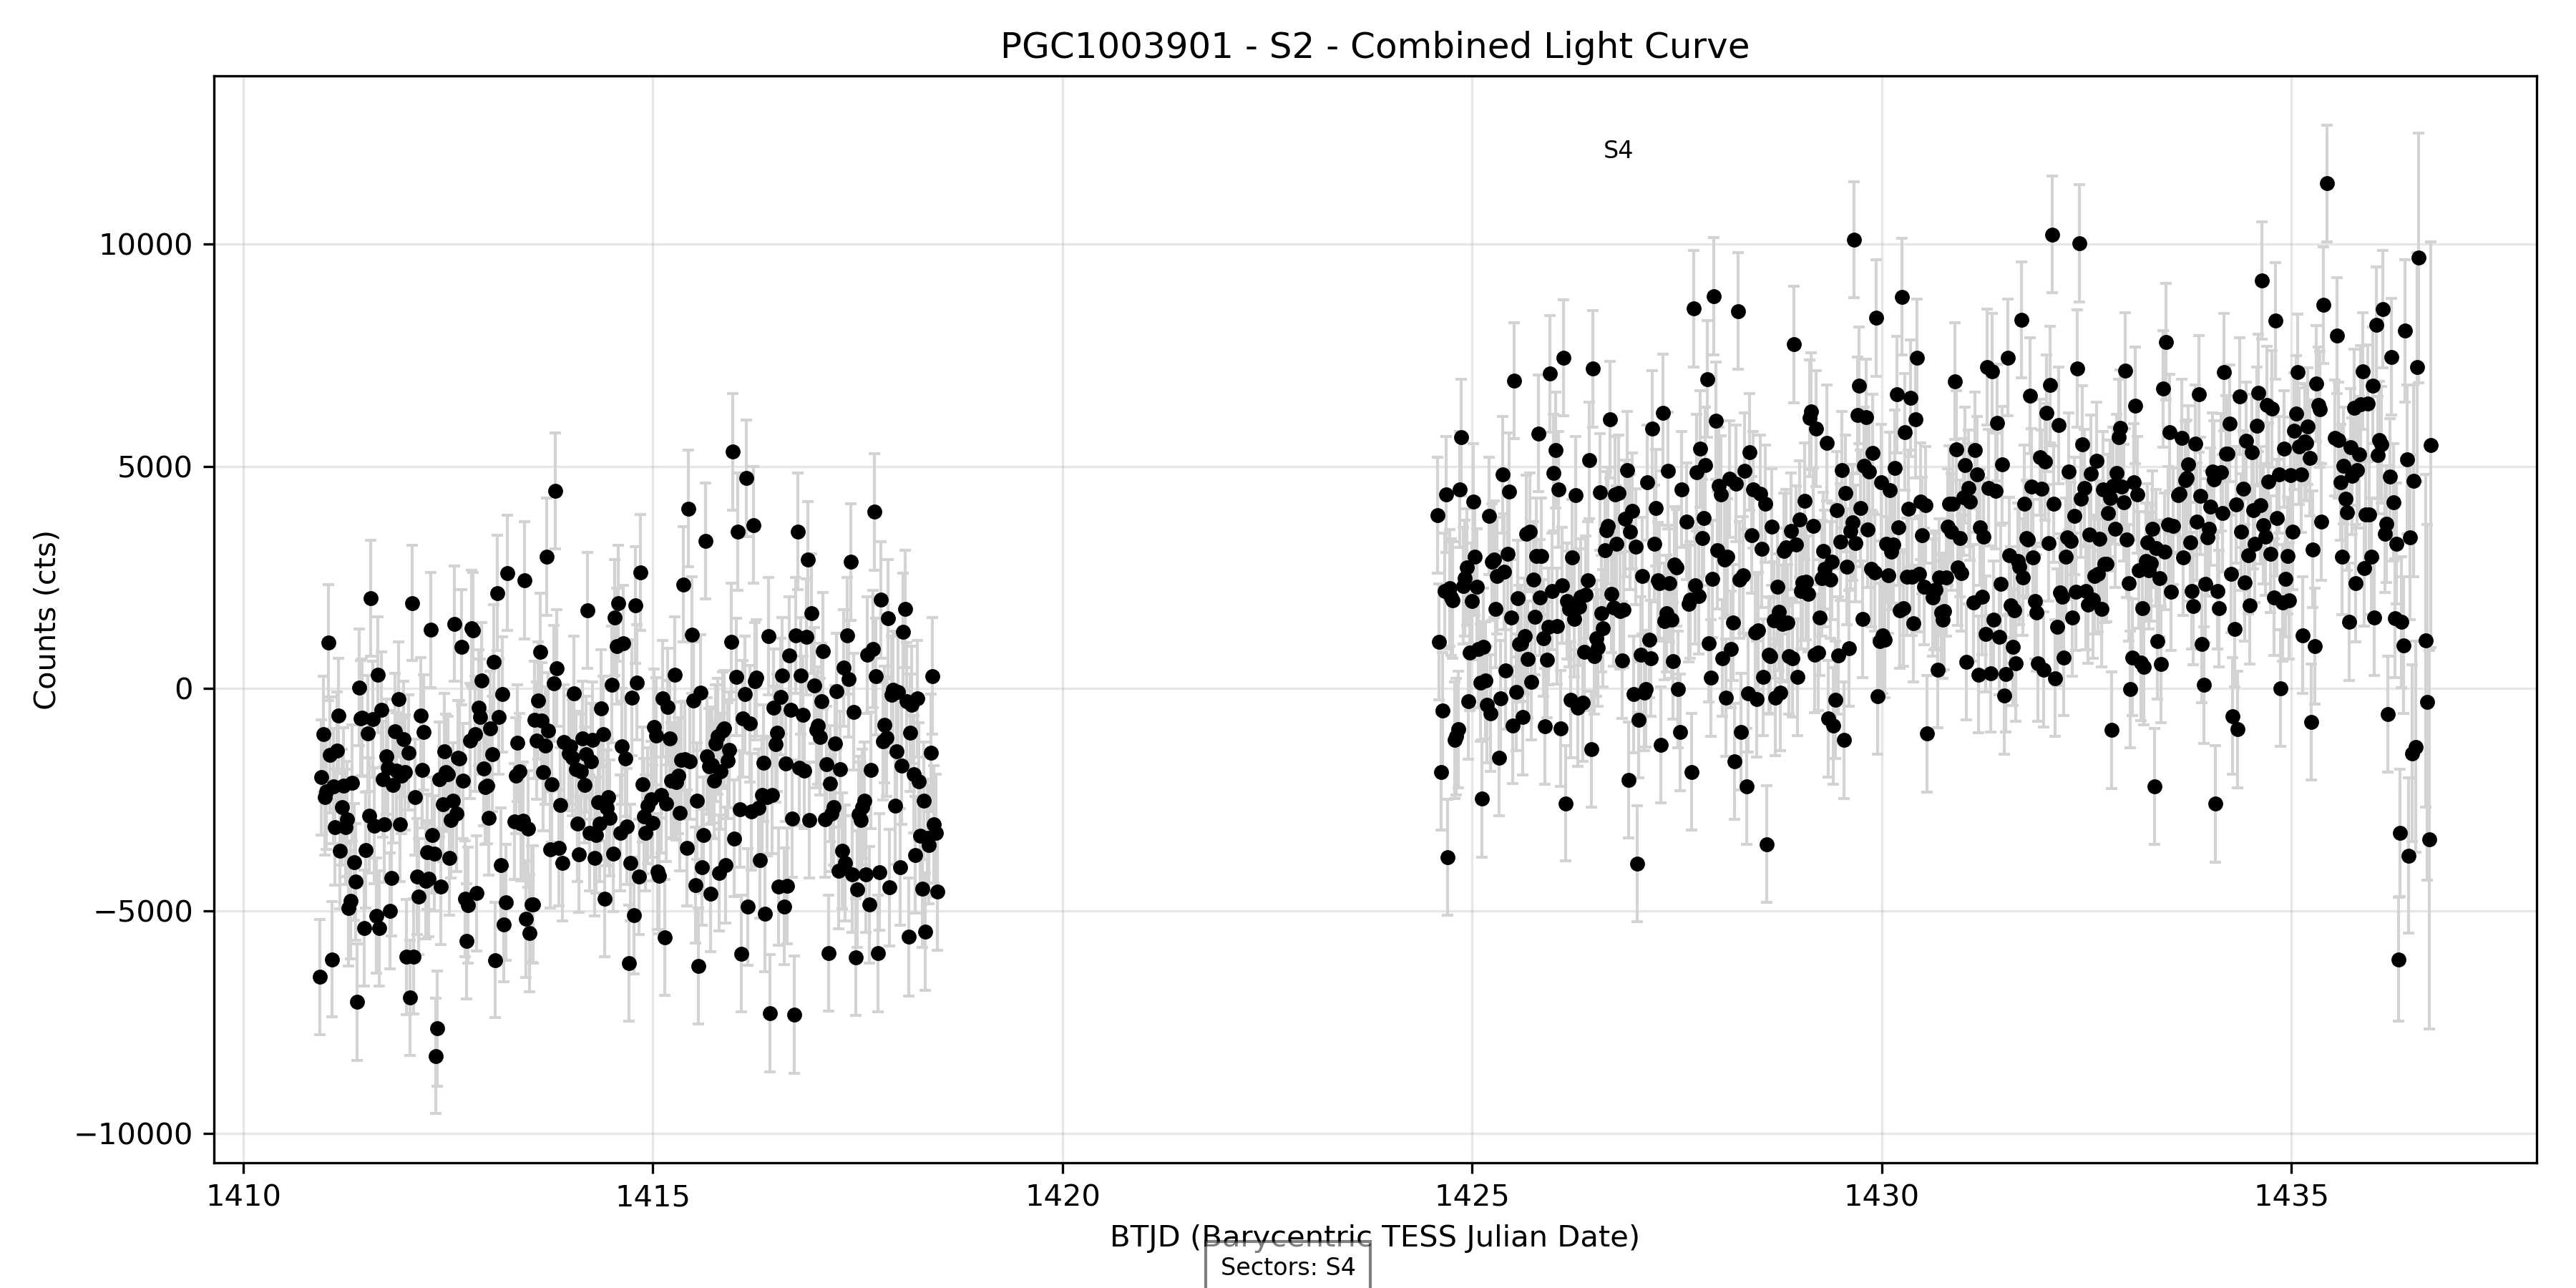 PGC1003901 - S2 - Combined Light Curve
S4
Counts (cts)
10000
5000
0
−5000
−10000
1410
1415
1420
1425
1430
1435
BTJD (Barycentric TESS Julian Date)
Sectors: S4